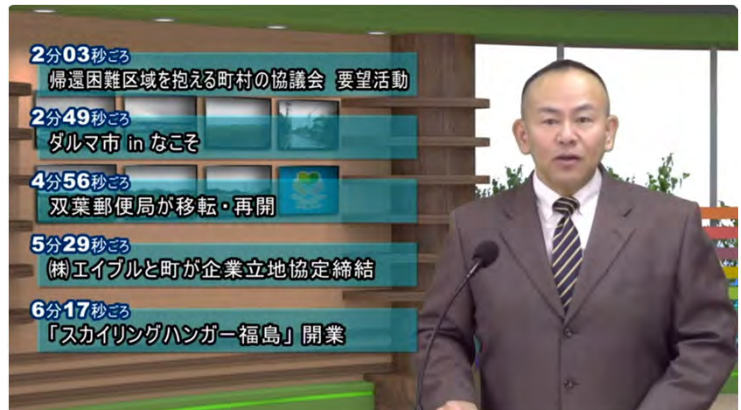 2分03秒ごろ
帰還困難区域を抱える町村の協議会 要望活動
2分49秒ごろ
ダルマ市 in なこそ
4分56秒ごろ
双葉郵便局が移転・再開
5分29秒ごろ
㈱エイブルと町が企業立地協定締結
6分17秒ごろ
「スカイリングハンガー福島」開業